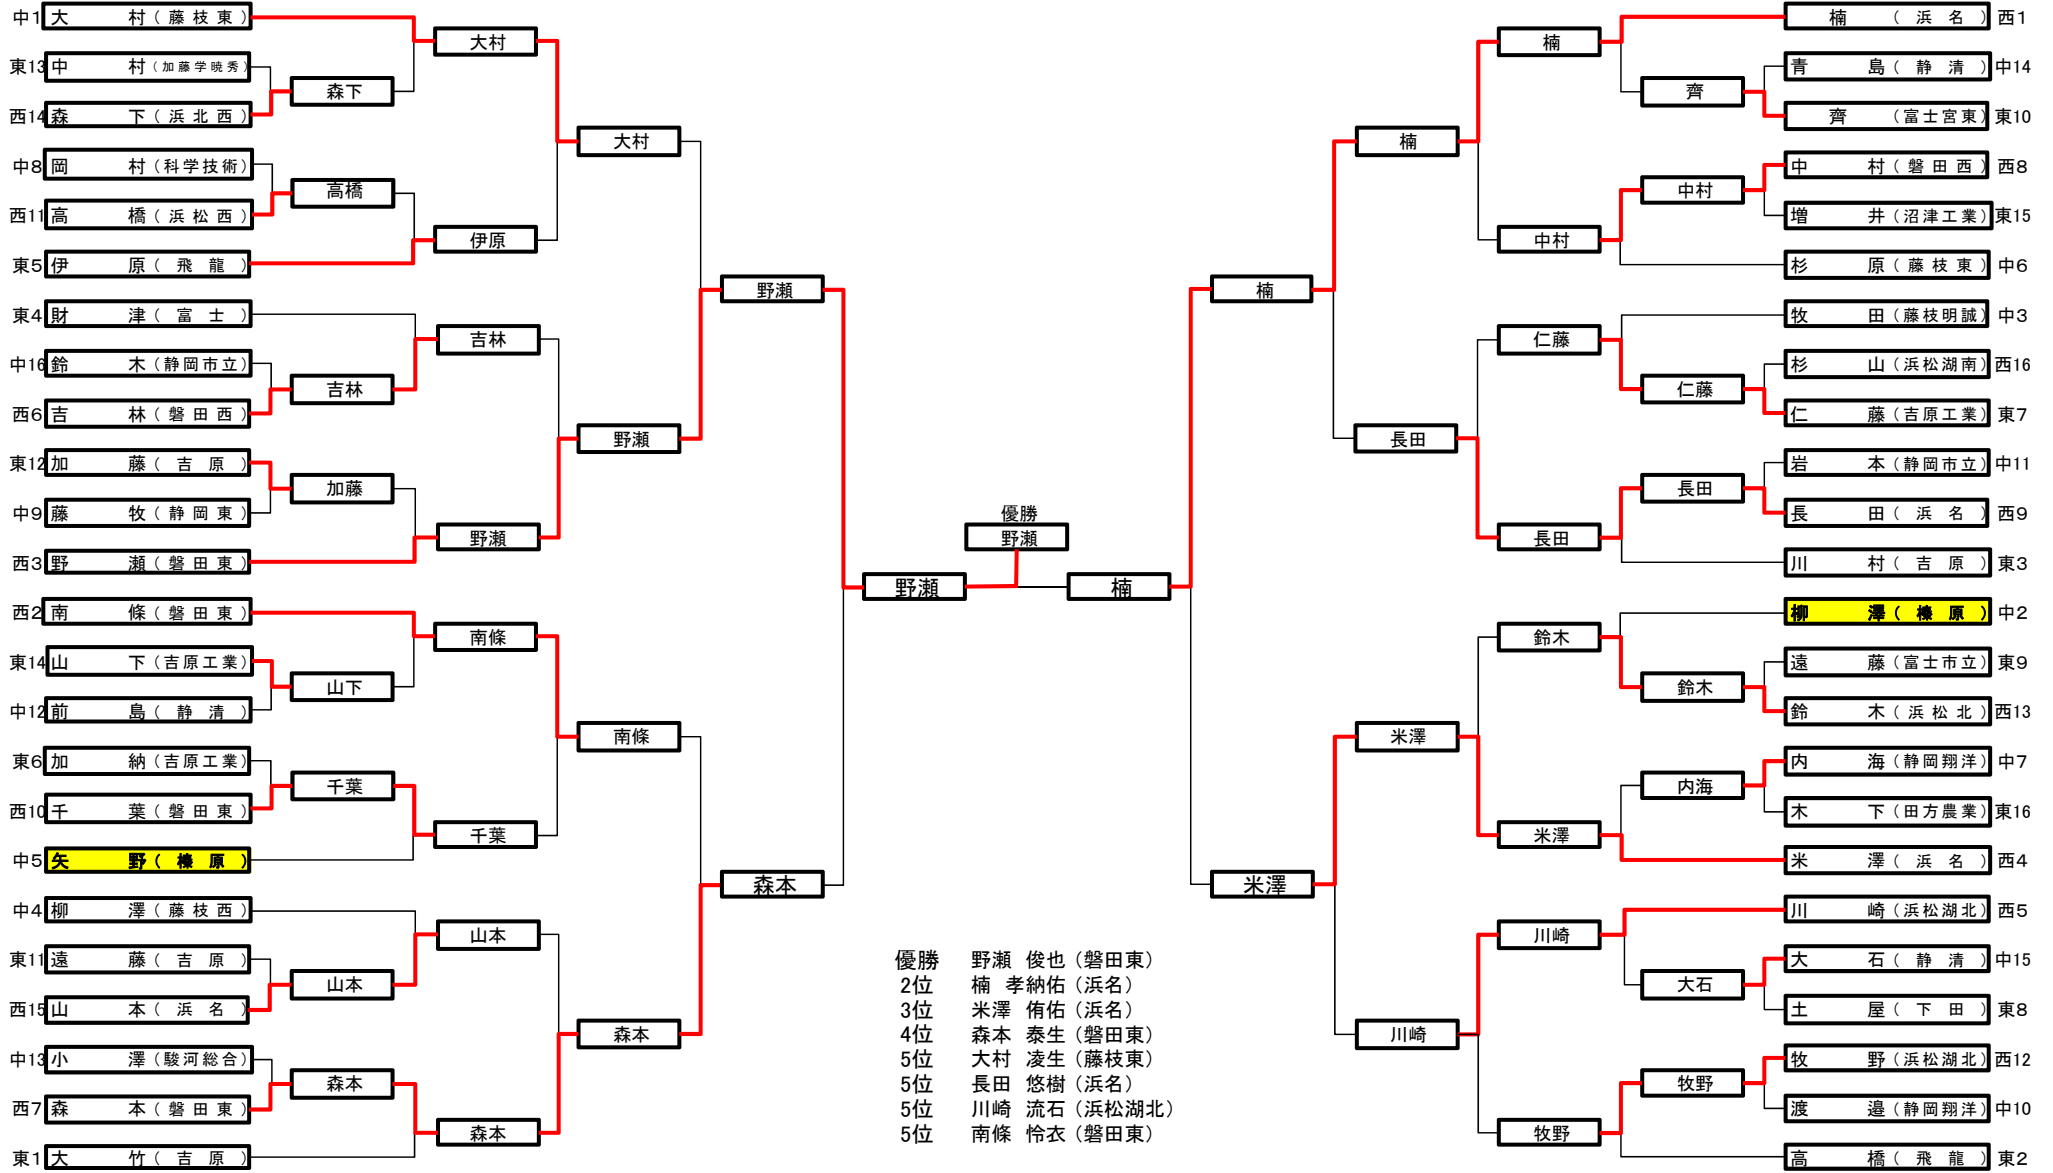 中1 大村(藤枝東)
東13 中村(加藤学暁秀)
西14 森下(浜北西)
中8 岡村(科学技術)
西11 高橋(浜松西)
東5 伊原(飛龍)
東4 財津(富士)
中16 鈴木(静岡市立)
西6 吉林(磐田西)
東12 加藤(吉原)
中9 藤牧(静岡東)
西3 野瀬(磐田東)
西2 南條(磐田東)
東14 山下(吉原工業)
中12 前島(静清)
東6 加納(吉原工業)
西10 千葉(磐田東)
中5 矢野(榛原)
中4 柳澤(藤枝西)
東11 遠藤(吉原)
西15 山本(浜名)
中13 小澤(駿河総合)
西7 森本(磐田東)
東1 大竹(吉原)
森下
高橋
吉林
加藤
山下
千葉
山本
森本
大村
伊原
吉林
野瀬
南條
千葉
山本
森本
大村
野瀬
南條
森本
野瀬
森本
野瀬
優勝
野瀬
楠
楠
米澤
楠
長田
米澤
川崎
楠
中村
仁藤
長田
鈴木
米澤
川崎
牧野
齊
中村
仁藤
長田
鈴木
内海
大石
牧野
楠(浜名) 西1
青島(静清) 中14
齊(富士宮東) 東10
中村(磐田西) 西8
増井(沼津工業) 東15
杉原(藤枝東) 中6
牧田(藤枝明誠) 中3
杉山(浜松湖南) 西16
仁藤(吉原工業) 東7
岩本(静岡市立) 中11
長田(浜名) 西9
川村(吉原) 東3
柳澤(榛原) 中2
遠藤(富士市立) 東9
鈴木(浜松北) 西13
内海(静岡翔洋) 中7
木下(田方農業) 東16
米澤(浜名) 西4
川崎(浜松湖北) 西5
大石(静清) 中15
土屋(下田) 東8
牧野(浜松湖北) 西12
渡邉(静岡翔洋) 中10
高橋(飛龍) 東2
優勝 野瀬 俊也(磐田東)
2位 楠 孝納佑(浜名)
3位 米澤 侑佑(浜名)
4位 森本 泰生(磐田東)
5位 大村 凌生(藤枝東)
5位 長田 悠樹(浜名)
5位 川崎 流石(浜松湖北)
5位 南條 怜衣(磐田東)